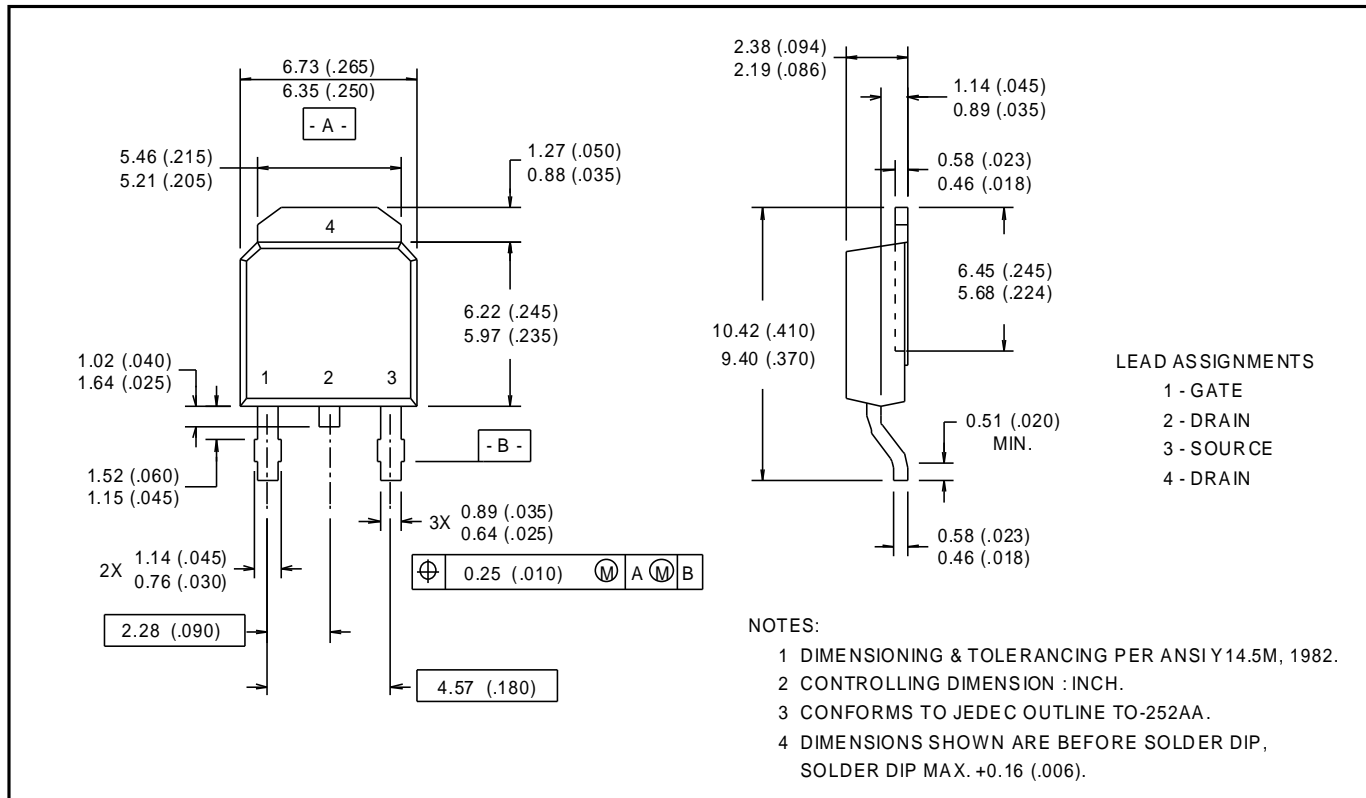 6.73 (.265)
6.35 (.250)
- A -
5.46 (.215)
5.21 (.205)
1.27 (.050)
0.88 (.035)
4
6.22 (.245)
5.97 (.235)
1.02 (.040)
1.64 (.025)
1 2 3
- B -
1.52 (.060)
1.15 (.045)
3X 0.89 (.035)
0.64 (.025)
2X 1.14 (.045)
0.76 (.030)
⌖ 0.25 (.010) Ⓜ A Ⓜ B
2.28 (.090)
4.57 (.180)
2.38 (.094)
2.19 (.086)
1.14 (.045)
0.89 (.035)
0.58 (.023)
0.46 (.018)
6.45 (.245)
5.68 (.224)
10.42 (.410)
9.40 (.370)
0.51 (.020)
MIN.
0.58 (.023)
0.46 (.018)
LEAD ASSIGNMENTS
1 - GATE
2 - DRAIN
3 - SOURCE
4 - DRAIN
NOTES:
1 DIMENSIONING & TOLERANCING PER ANSI Y14.5M, 1982.
2 CONTROLLING DIMENSION : INCH.
3 CONFORMS TO JEDEC OUTLINE TO-252AA.
4 DIMENSIONS SHOWN ARE BEFORE SOLDER DIP,
SOLDER DIP MAX. +0.16 (.006).